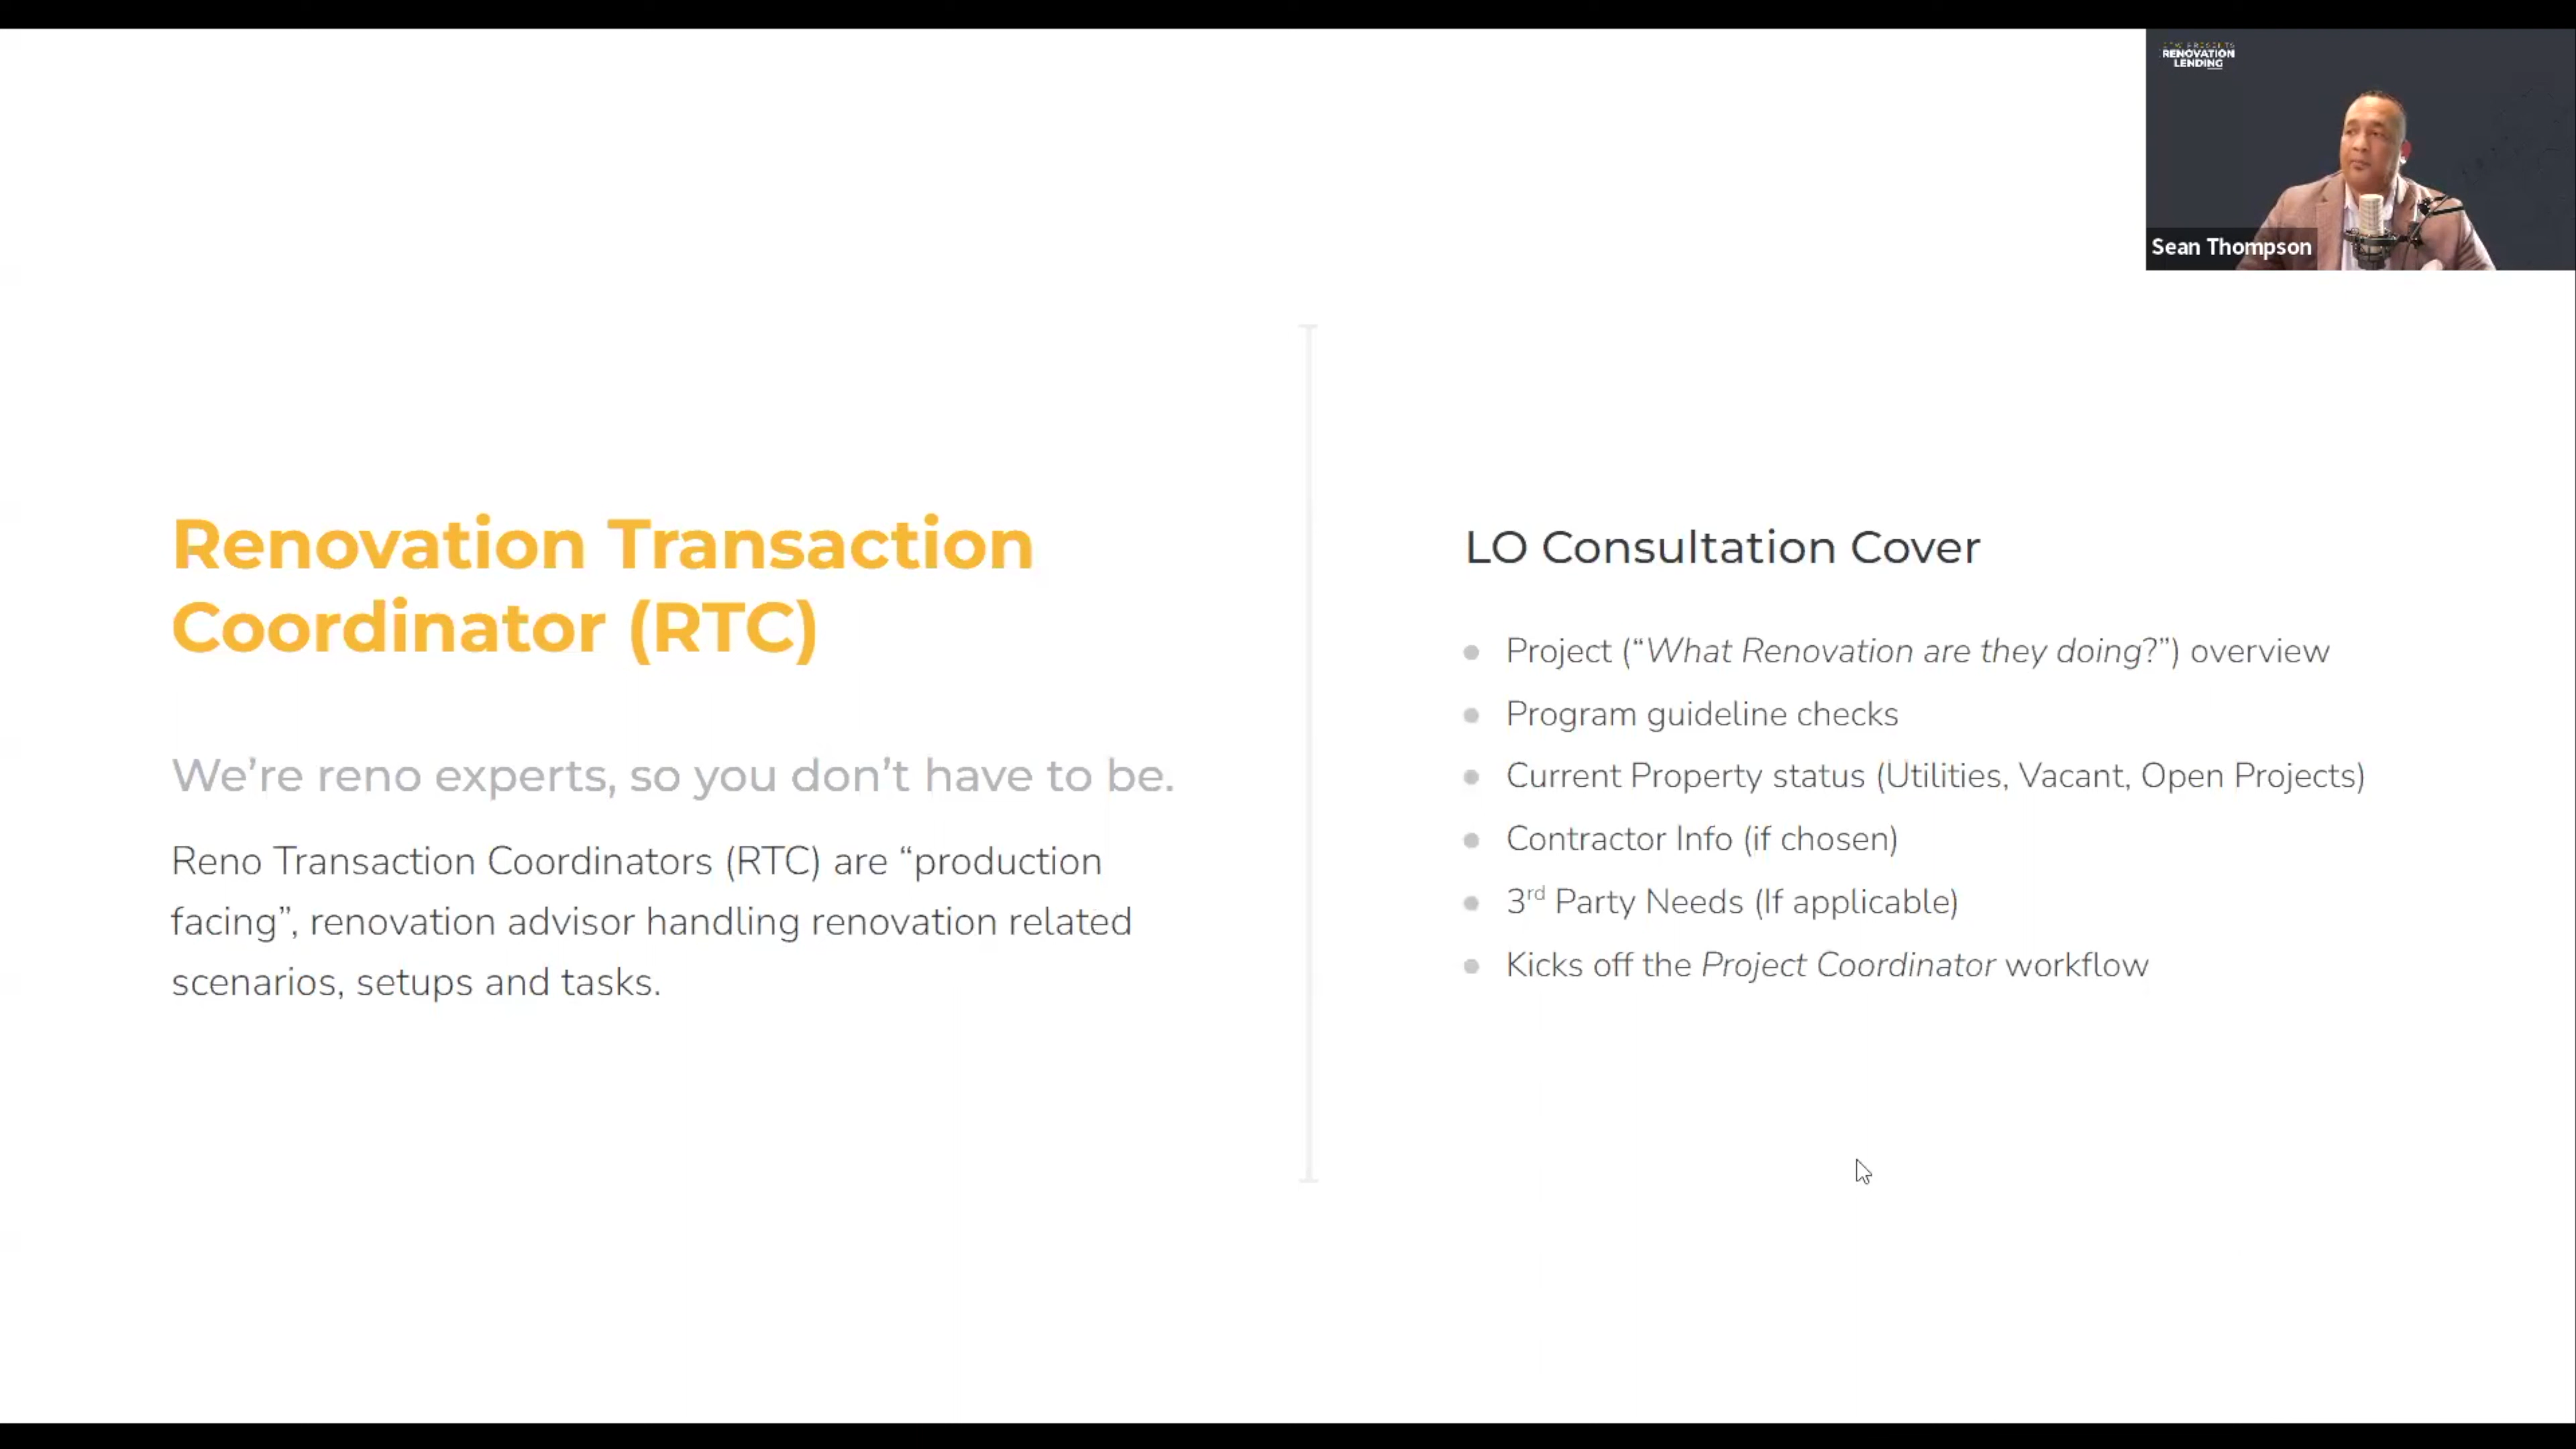 RENOVATION
LENDING
Sean Thompson
Renovation Transaction
Coordinator (RTC)
We're reno experts, so you don't have to be.
Reno Transaction Coordinators (RTC) are “production
facing”, renovation advisor handling renovation related
scenarios, setups and tasks.
LO Consultation Cover
Project (“What Renovation are they doing?”) overview
Program guideline checks
Current Property status (Utilities, Vacant, Open Projects)
Contractor Info (if chosen)
3rd Party Needs (If applicable)
Kicks off the Project Coordinator workflow